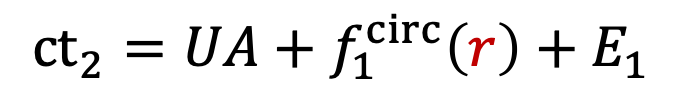 ct₂ = UA + f₁^circ(r) + E₁